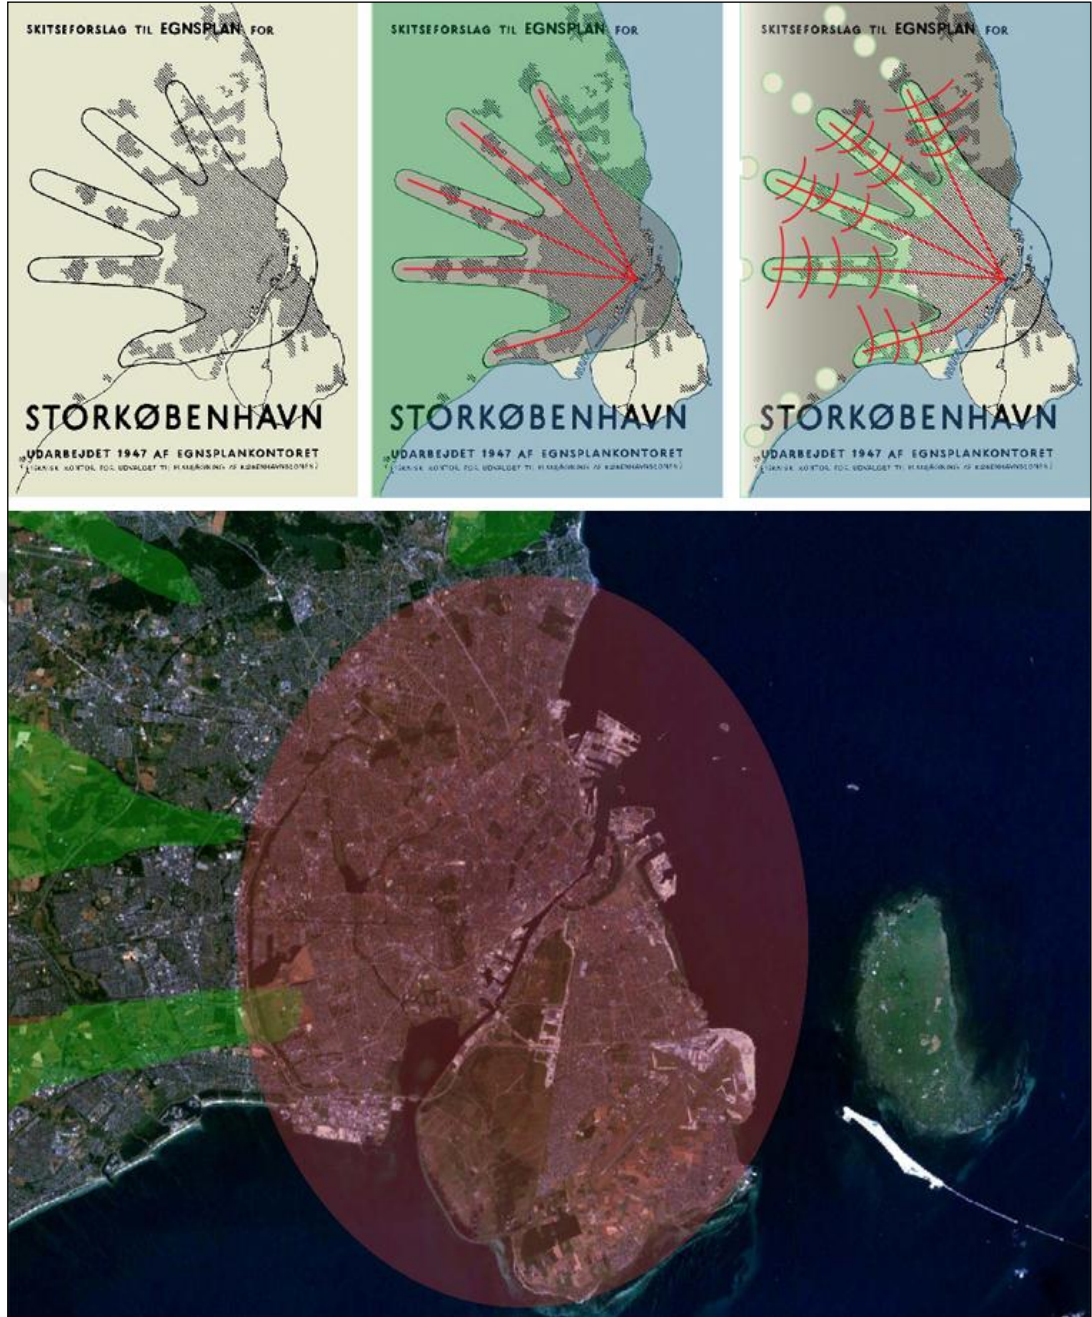 SKITSEFORSLAG TIL EGNSPLAN FOR
STORKØBENHAVN
UDARBEJDET 1947 AF EGNSPLANKONTORET
SKITSEFORSLAG TIL EGNSPLAN FOR
STORKØBENHAVN
UDARBEJDET 1947 AF EGNSPLANKONTORET
SKITSEFORSLAG TIL EGNSPLAN FOR
STORKØBENHAVN
UDARBEJDET 1947 AF EGNSPLANKONTORET